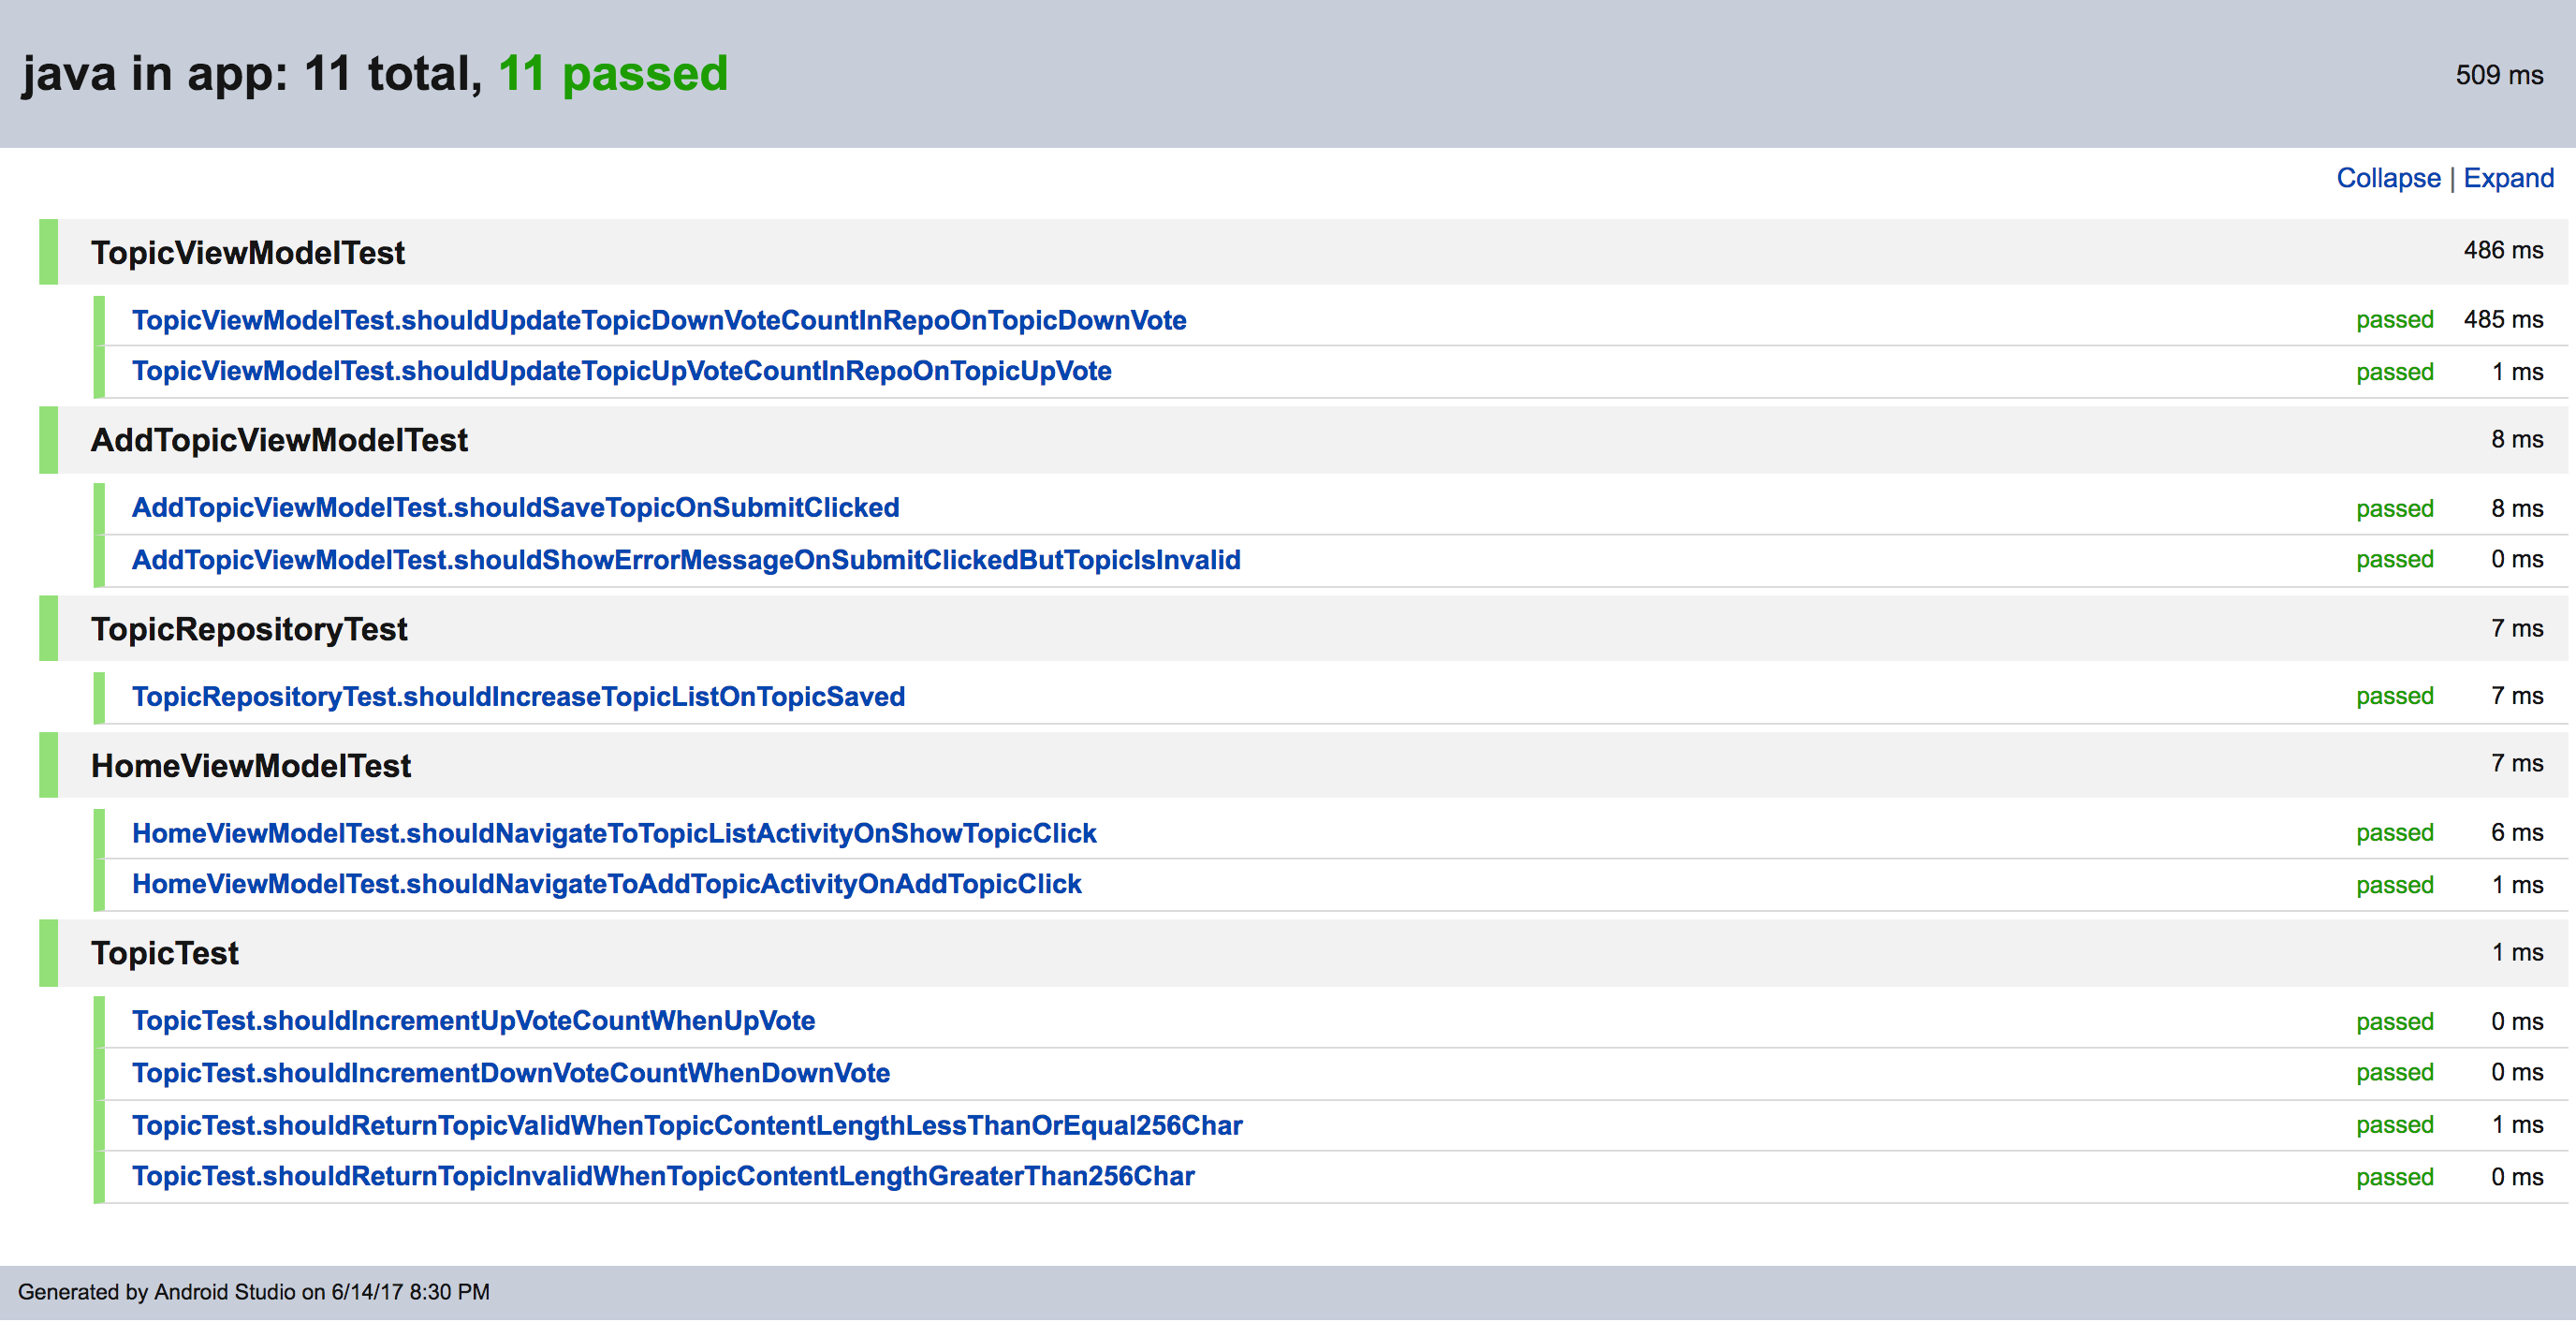 java in app: 11 total, 11 passed 509 ms
Collapse | Expand
TopicViewModelTest 486 ms
TopicViewModelTest.shouldUpdateTopicDownVoteCountInRepoOnTopicDownVote passed 485 ms
TopicViewModelTest.shouldUpdateTopicUpVoteCountInRepoOnTopicUpVote passed 1 ms
AddTopicViewModelTest 8 ms
AddTopicViewModelTest.shouldSaveTopicOnSubmitClicked passed 8 ms
AddTopicViewModelTest.shouldShowErrorMessageOnSubmitClickedButTopicIsInvalid passed 0 ms
TopicRepositoryTest 7 ms
TopicRepositoryTest.shouldIncreaseTopicListOnTopicSaved passed 7 ms
HomeViewModelTest 7 ms
HomeViewModelTest.shouldNavigateToTopicListActivityOnShowTopicClick passed 6 ms
HomeViewModelTest.shouldNavigateToAddTopicActivityOnAddTopicClick passed 1 ms
TopicTest 1 ms
TopicTest.shouldIncrementUpVoteCountWhenUpVote passed 0 ms
TopicTest.shouldIncrementDownVoteCountWhenDownVote passed 0 ms
TopicTest.shouldReturnTopicValidWhenTopicContentLengthLessThanOrEqual256Char passed 1 ms
TopicTest.shouldReturnTopicInvalidWhenTopicContentLengthGreaterThan256Char passed 0 ms
Generated by Android Studio on 6/14/17 8:30 PM